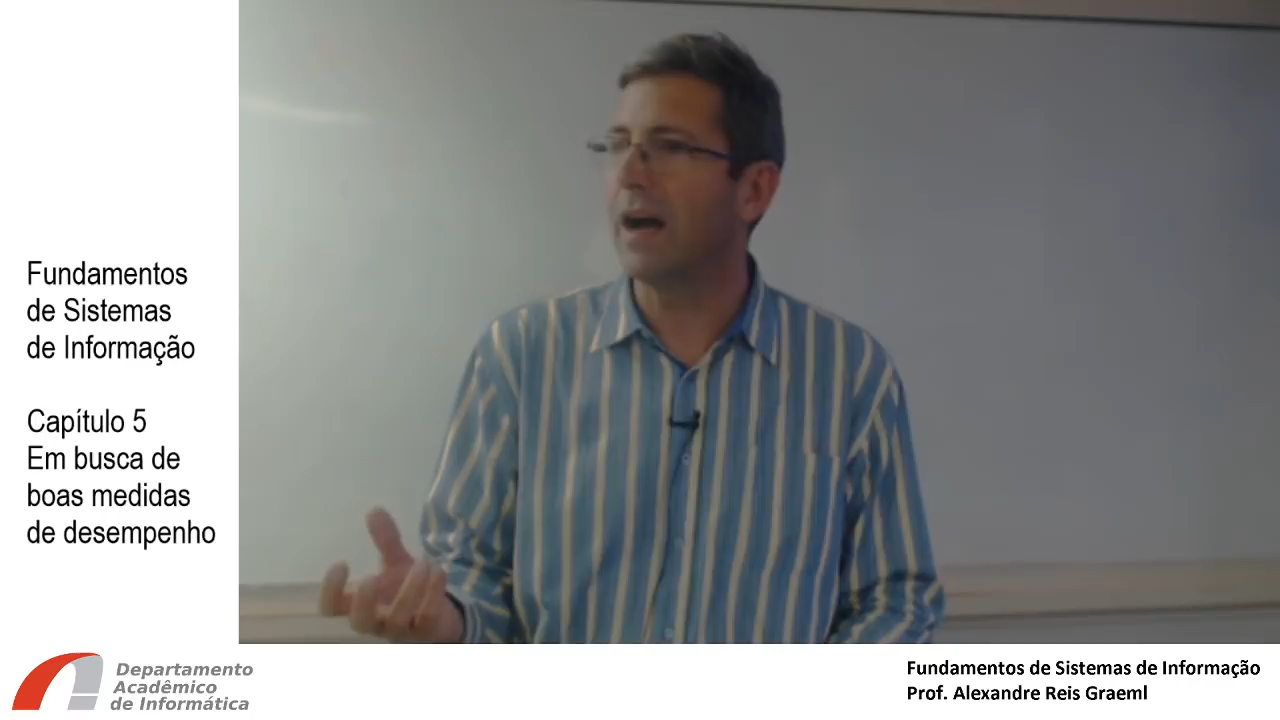 Fundamentos
de Sistemas
de Informação
Capítulo 5
Em busca de
boas medidas
de desempenho
Departamento
Acadêmico
de Informática
Fundamentos de Sistemas de Informação
Prof. Alexandre Reis Graeml